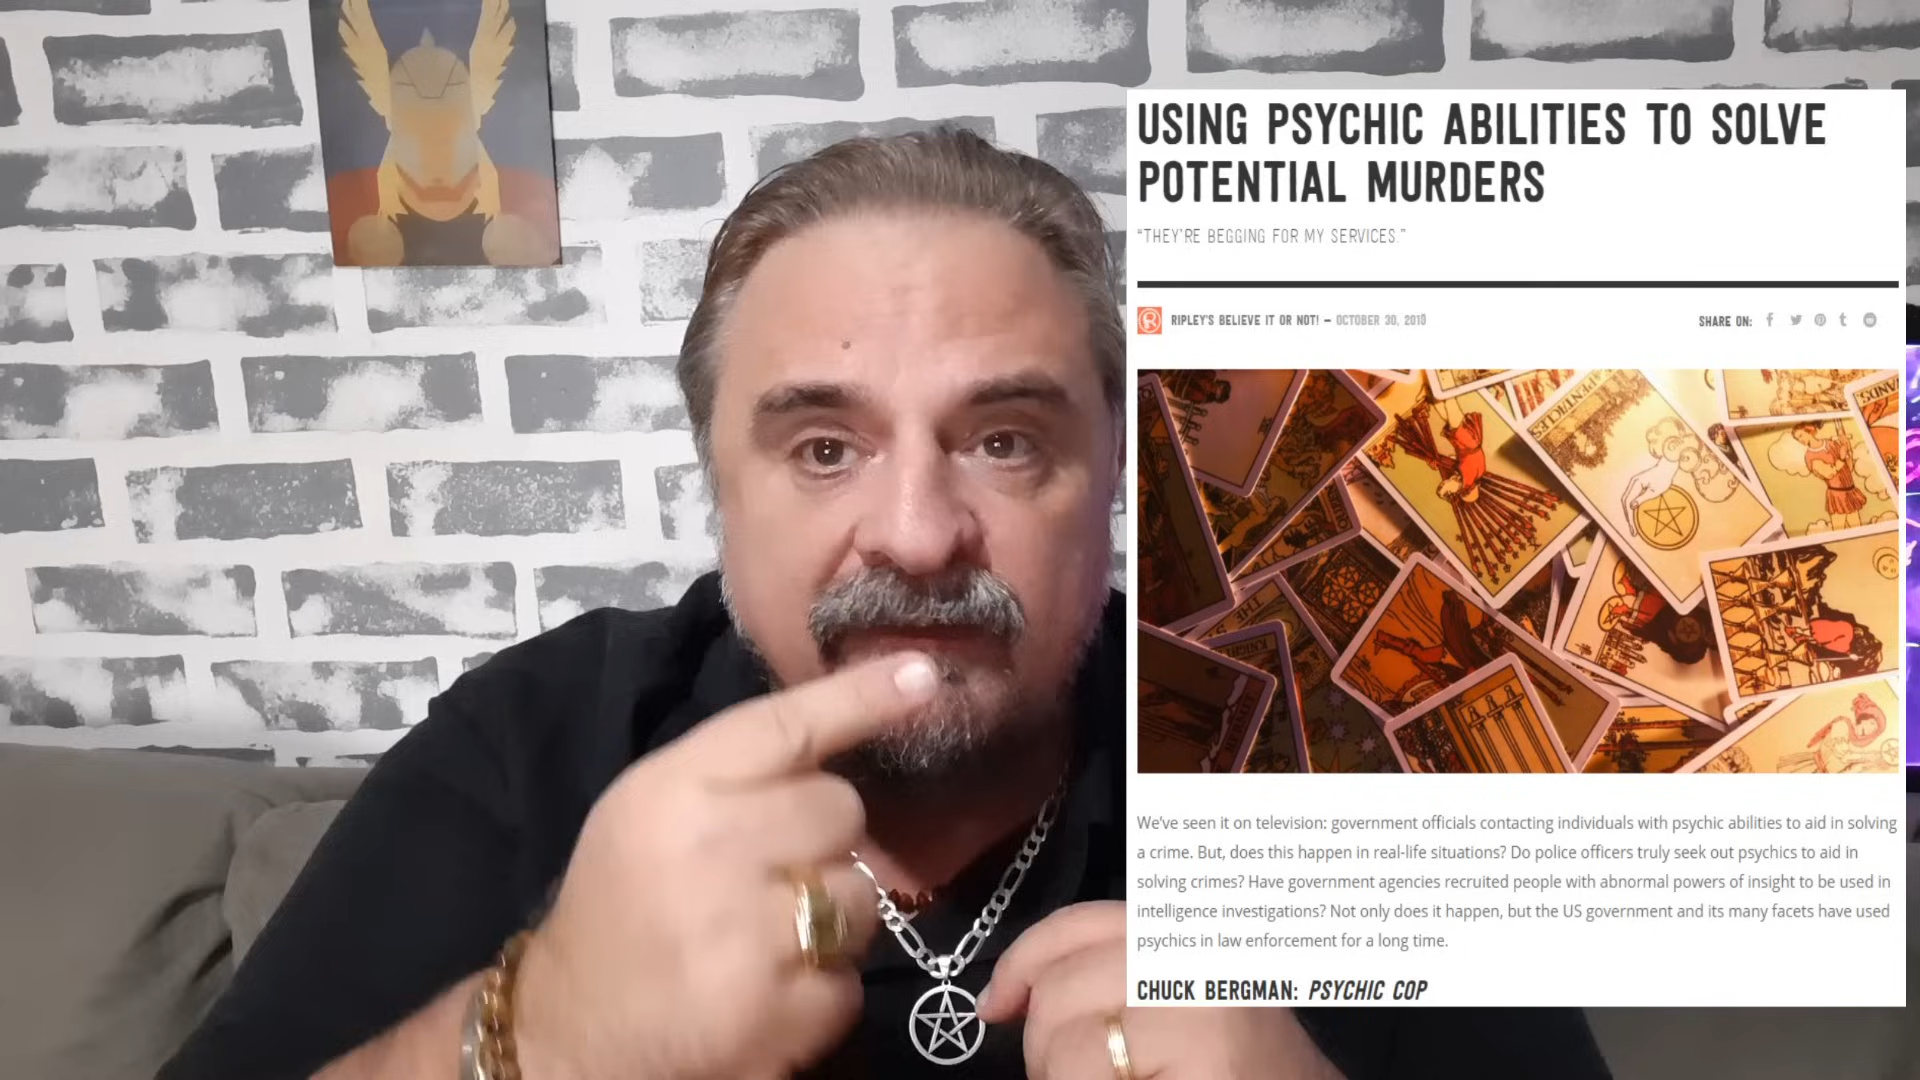 USING PSYCHIC ABILITIES TO SOLVE
POTENTIAL MURDERS
“THEY’RE BEGGING FOR MY SERVICES.”
RIPLEY’S BELIEVE IT OR NOT! — OCTOBER 30, 2018
SHARE ON:
PENTICLES
WANDS
KNIGHT
We’ve seen it on television: government officials contacting individuals with psychic abilities to aid in solving
a crime. But, does this happen in real-life situations? Do police officers truly seek out psychics to aid in
solving crimes? Have government agencies recruited people with abnormal powers of insight to be used in
intelligence investigations? Not only does it happen, but the US government and its many facets have used
psychics in law enforcement for a long time.
CHUCK BERGMAN: PSYCHIC COP